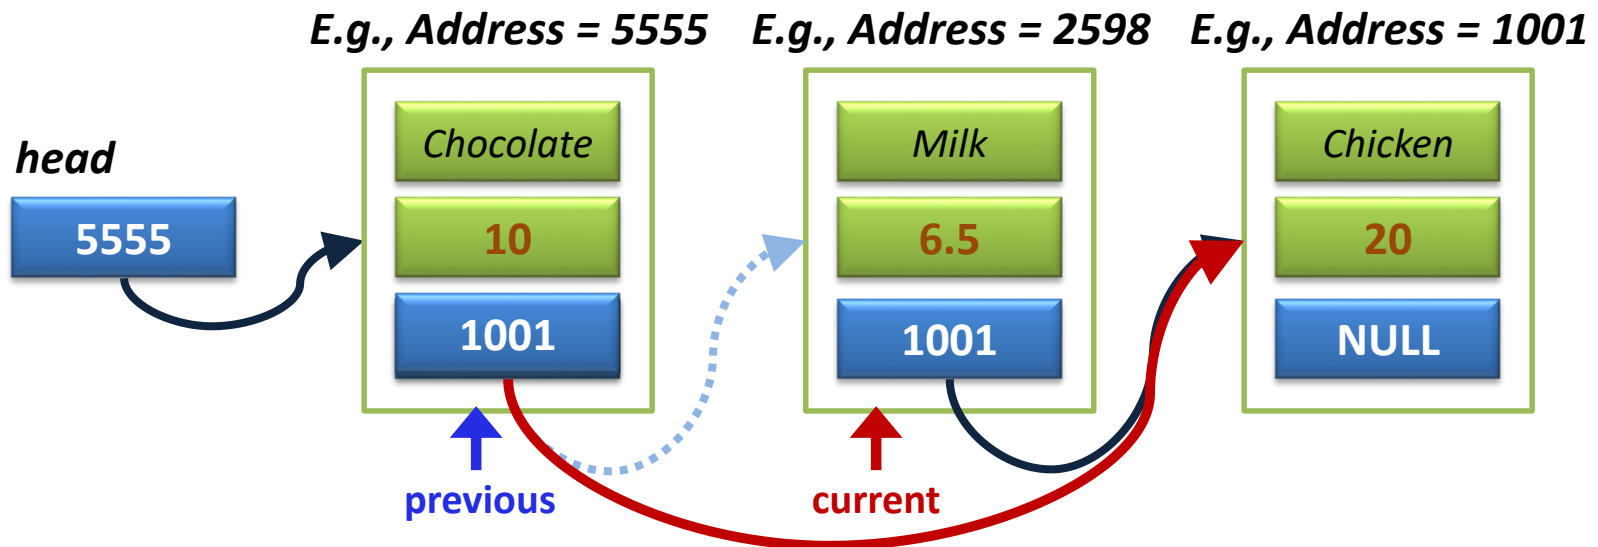 E.g., Address = 5555 E.g., Address = 2598 E.g., Address = 1001
head
5555
Chocolate
10
1001
Milk
6.5
1001
Chicken
20
NULL
previous
current